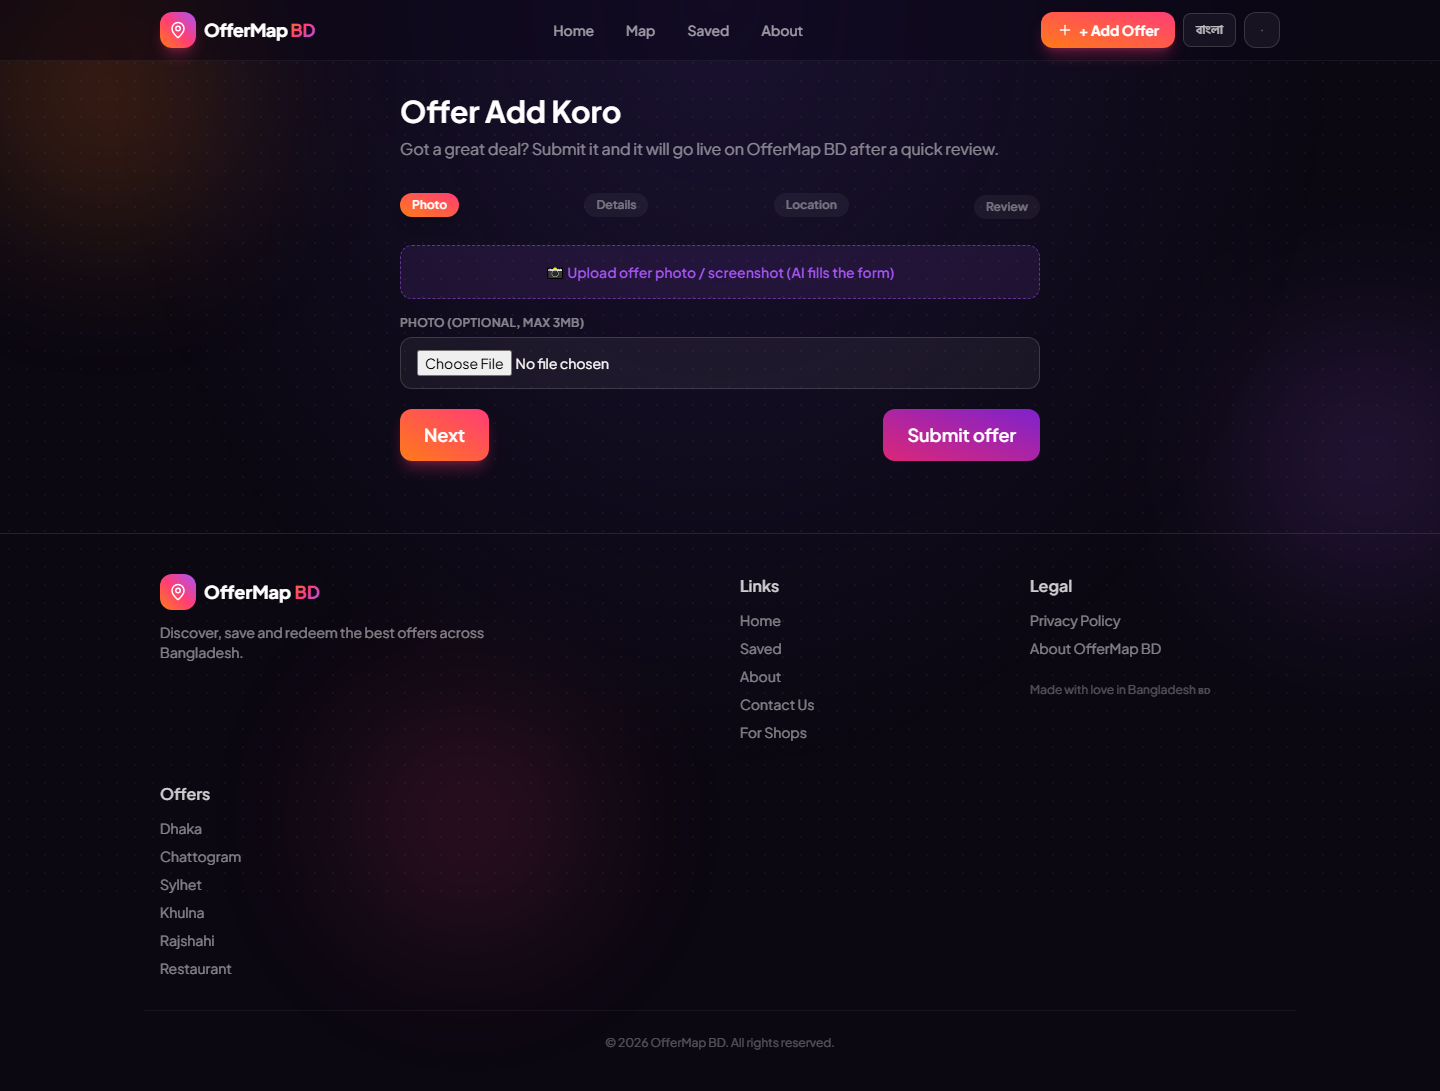 OfferMap BD
Home
Map
Saved
About
+ Add Offer
বাংলা
Offer Add Koro
Got a great deal? Submit it and it will go live on OfferMap BD after a quick review.
Photo
Details
Location
Review
📸 Upload offer photo / screenshot (AI fills the form)
PHOTO (OPTIONAL, MAX 3MB)
Choose File No file chosen
Next
Submit offer
OfferMap BD
Discover, save and redeem the best offers across
Bangladesh.
Links
Home
Saved
About
Contact Us
For Shops
Legal
Privacy Policy
About OfferMap BD
Made with love in Bangladesh BD
Offers
Dhaka
Chattogram
Sylhet
Khulna
Rajshahi
Restaurant
© 2026 OfferMap BD. All rights reserved.